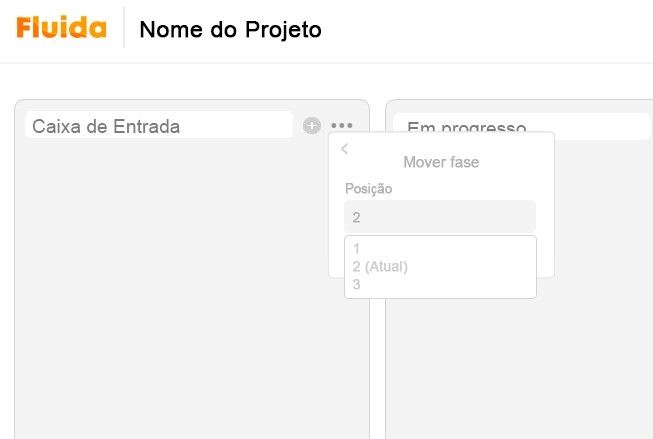 Fluida
Nome do Projeto
Caixa de Entrada
Em progresso
Mover fase
Posição
2
1
2 (Atual)
3